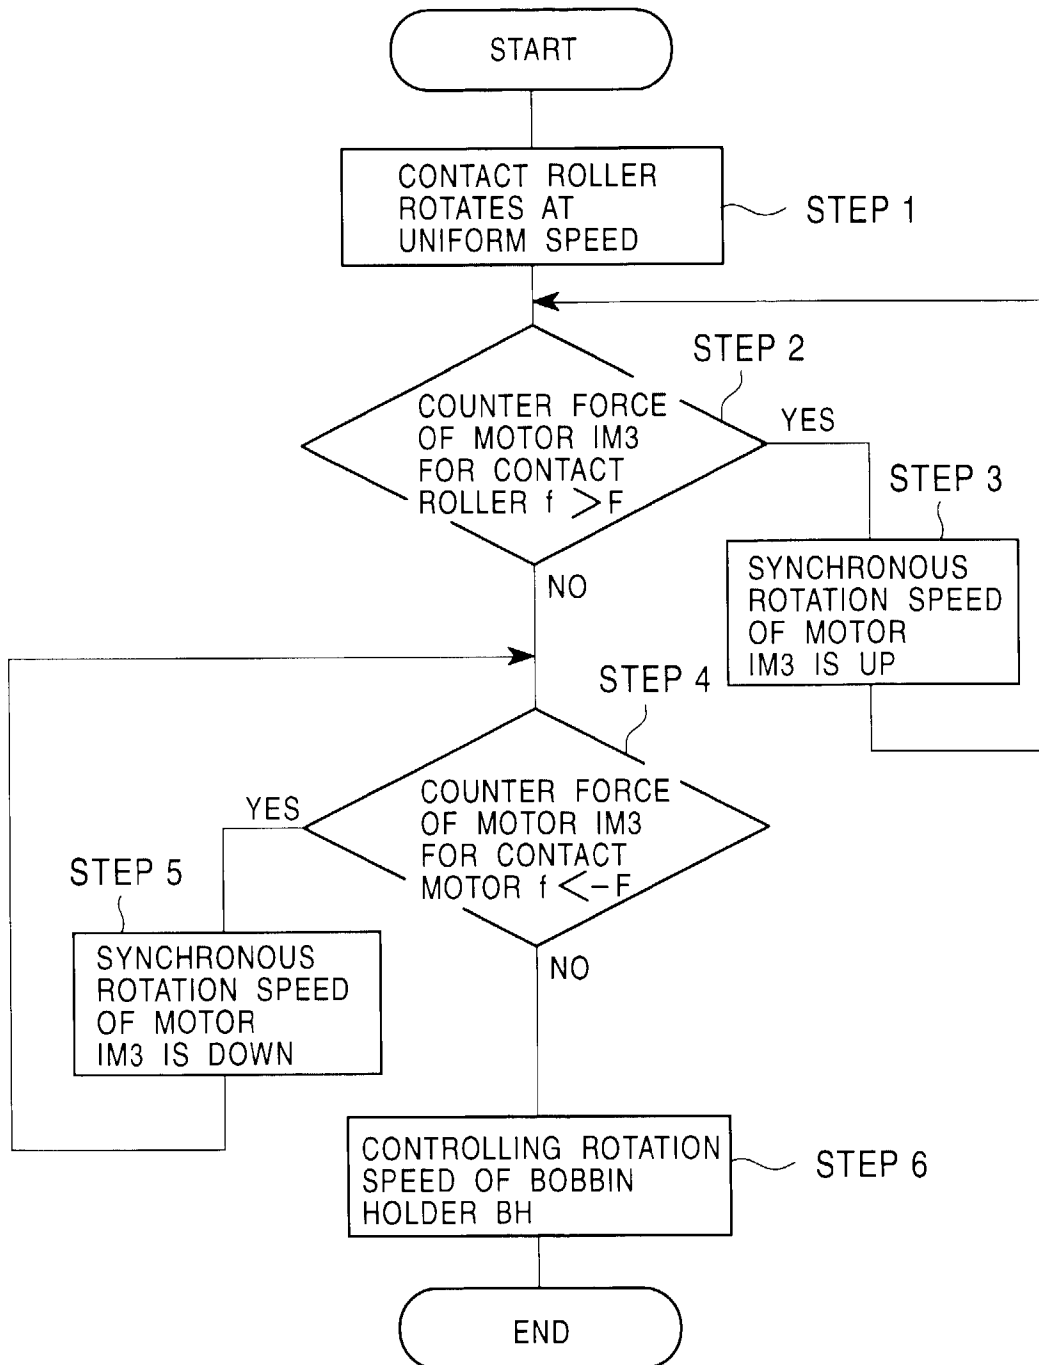 START
CONTACT ROLLER
ROTATES AT
UNIFORM SPEED
STEP 1
STEP 2
COUNTER FORCE
OF MOTOR IM3
FOR CONTACT
ROLLER f > F
YES
NO
STEP 3
SYNCHRONOUS
ROTATION SPEED
OF MOTOR
IM3 IS UP
STEP 4
COUNTER FORCE
OF MOTOR IM3
FOR CONTACT
MOTOR f < -F
YES
NO
STEP 5
SYNCHRONOUS
ROTATION SPEED
OF MOTOR
IM3 IS DOWN
CONTROLLING ROTATION
SPEED OF BOBBIN
HOLDER BH
STEP 6
END